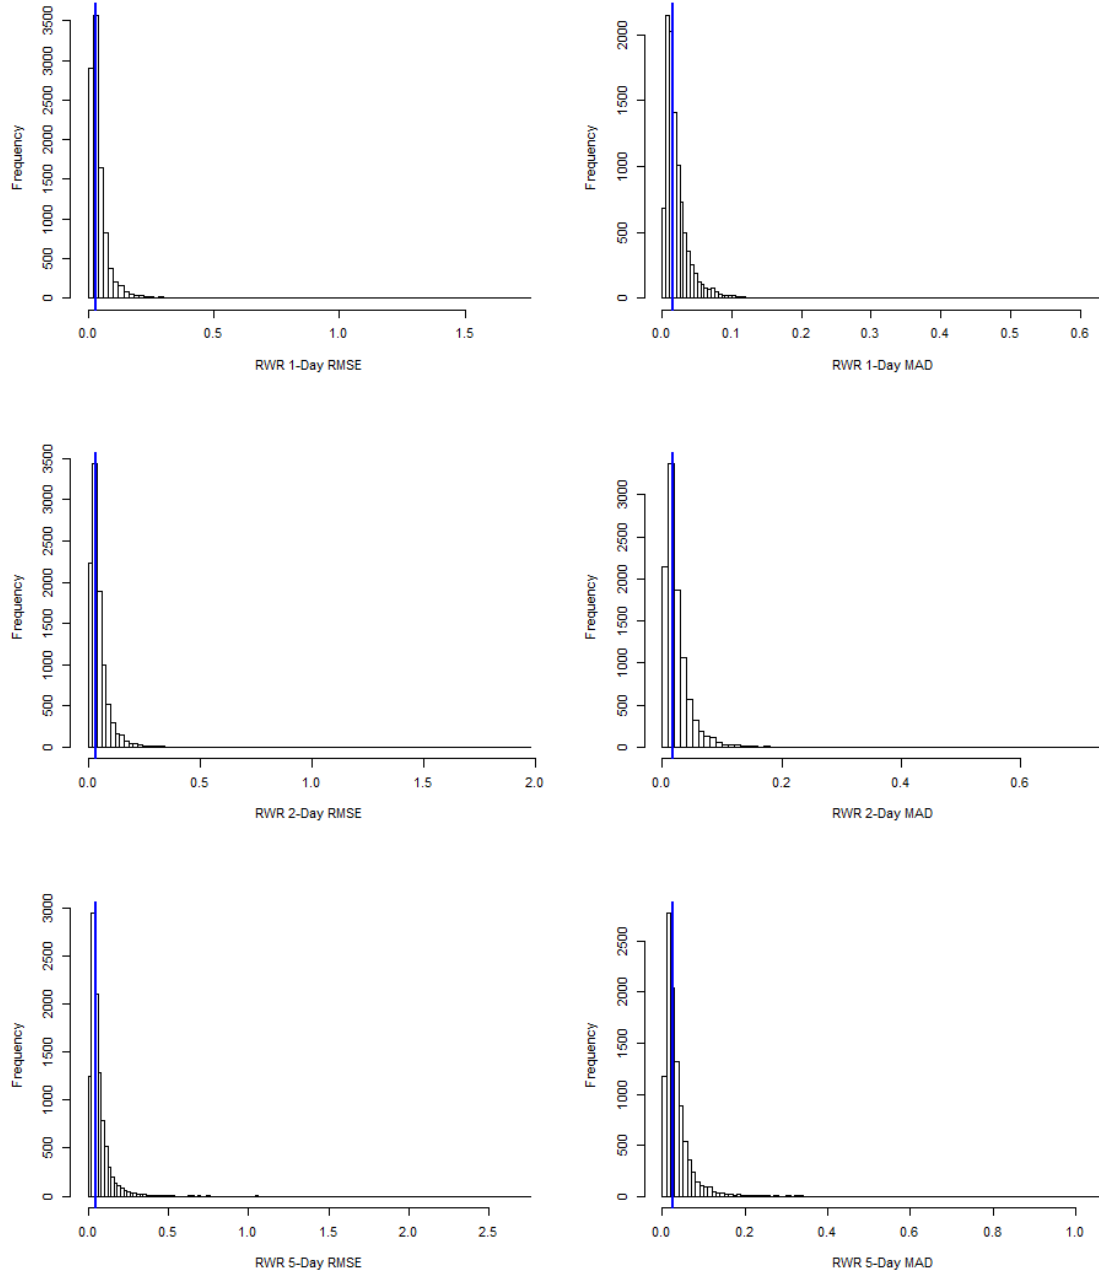 Frequency
0 500 1000 1500 2000 2500 3000 3500
0.0 0.5 1.0 1.5
RWR 1-Day RMSE
Frequency
0 500 1000 1500 2000
0.0 0.1 0.2 0.3 0.4 0.5 0.6
RWR 1-Day MAD
Frequency
0 500 1000 1500 2000 2500 3000 3500
0.0 0.5 1.0 1.5 2.0
RWR 2-Day RMSE
Frequency
0 500 1000 1500 2000 2500 3000
0.0 0.2 0.4 0.6
RWR 2-Day MAD
Frequency
0 500 1000 1500 2000 2500 3000
0.0 0.5 1.0 1.5 2.0 2.5
RWR 5-Day RMSE
Frequency
0 500 1000 1500 2000 2500
0.0 0.2 0.4 0.6 0.8 1.0
RWR 5-Day MAD